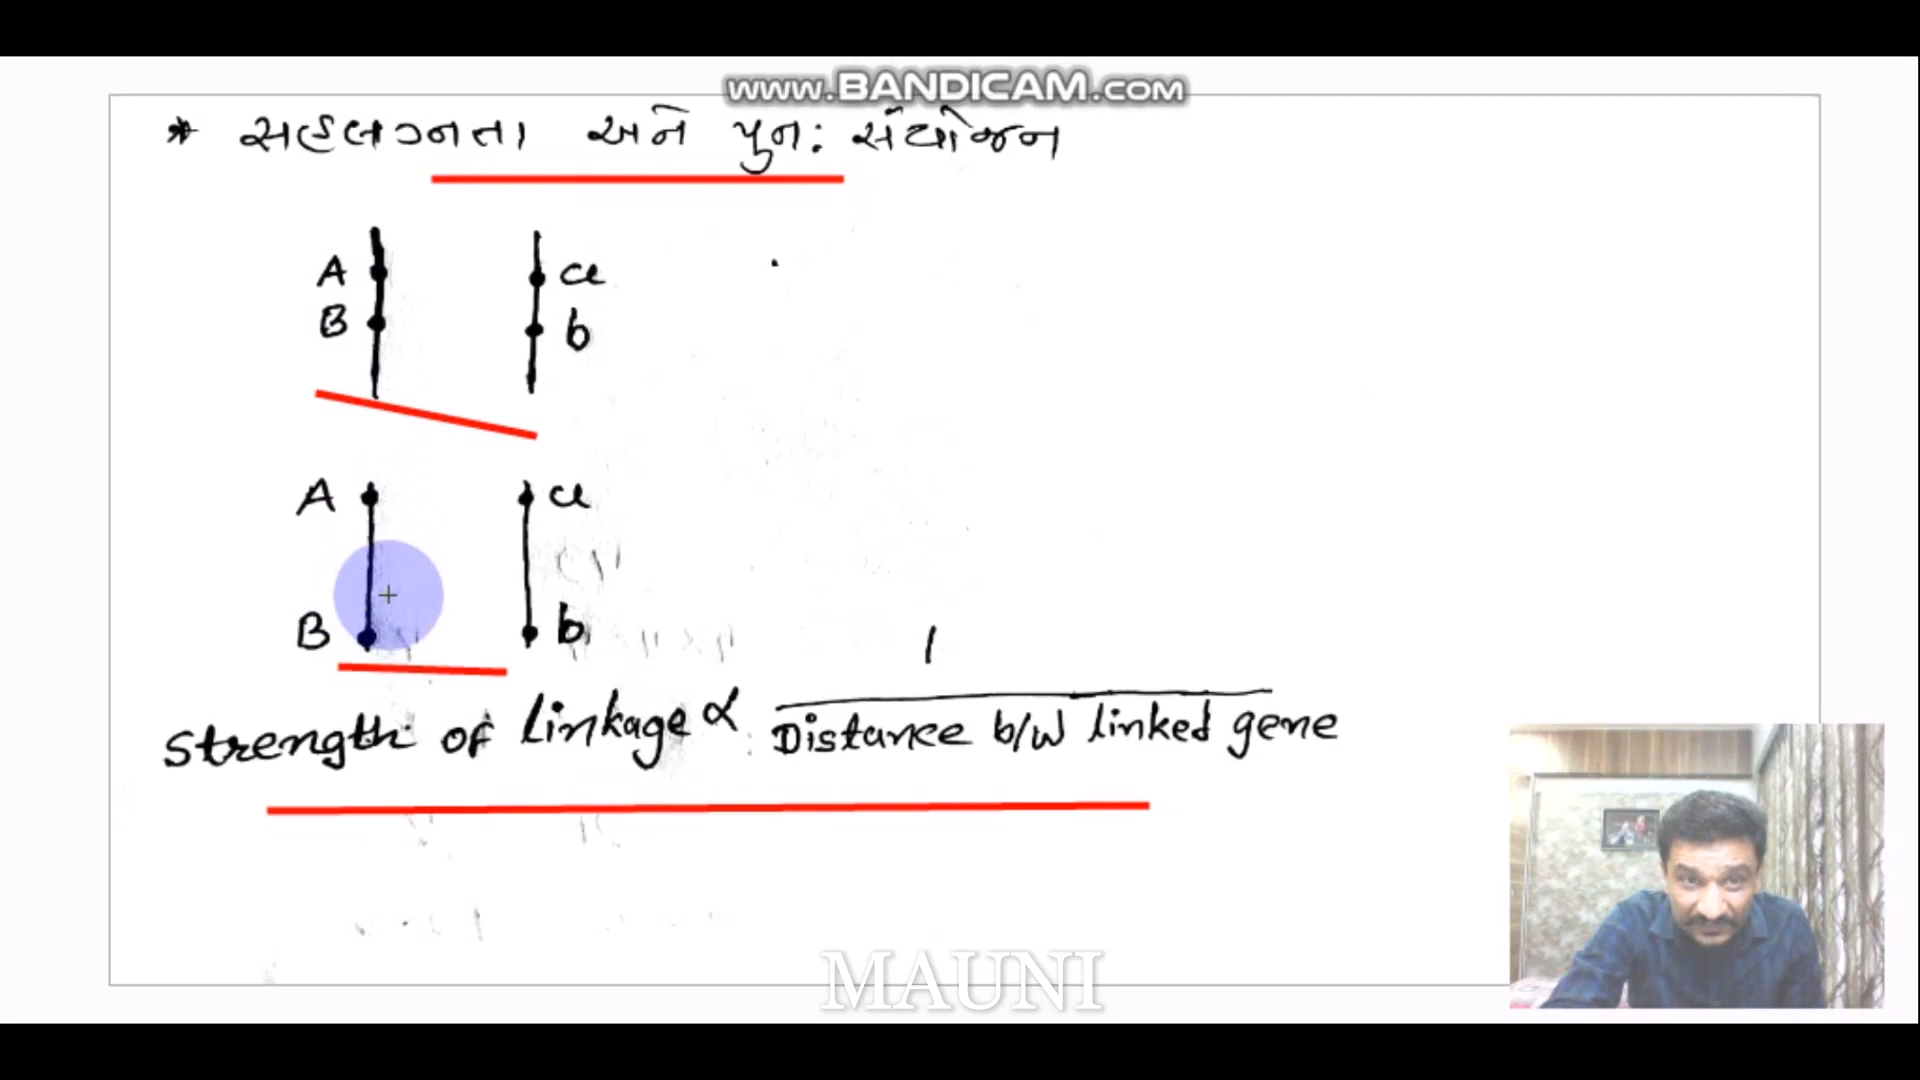 www.BANDICAM.com
* સહલગ્નતા અને પુન: સંયોજન
A a
B b
A a
B b
1
Strength of Linkage ∝ Distance b/w linked gene
MAUNI